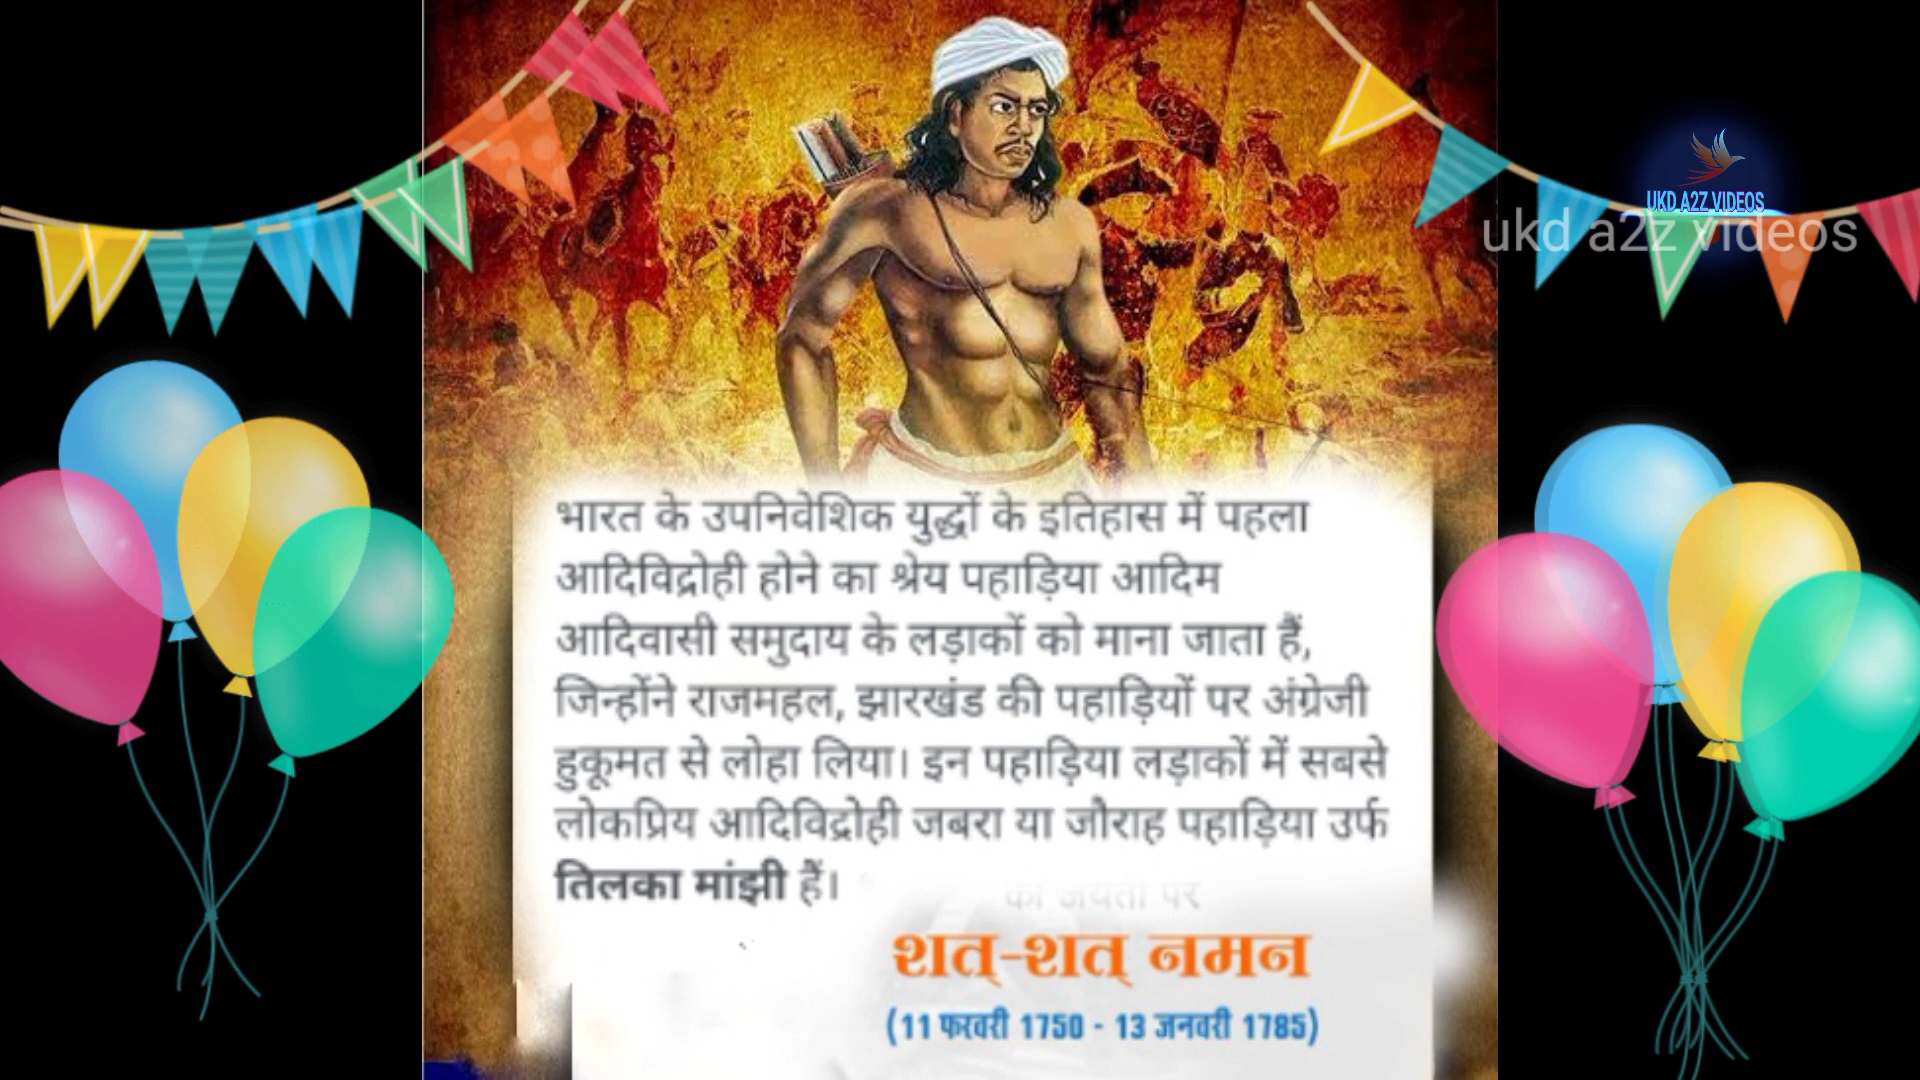 UKD A2Z VIDEOS
ukd a2z videos
भारत के उपनिवेशिक युद्धों के इतिहास में पहला
आदिविद्रोही होने का श्रेय पहाड़िया आदिम
आदिवासी समुदाय के लड़ाकों को माना जाता हैं,
जिन्होंने राजमहल, झारखंड की पहाड़ियों पर अंग्रेजी
हुकूमत से लोहा लिया। इन पहाड़िया लड़ाकों में सबसे
लोकप्रिय आदिविद्रोही जबरा या जौराह पहाड़िया उर्फ
तिलका मांझी हैं।
की जयंती पर
शत्-शत् नमन
(11 फरवरी 1750 - 13 जनवरी 1785)